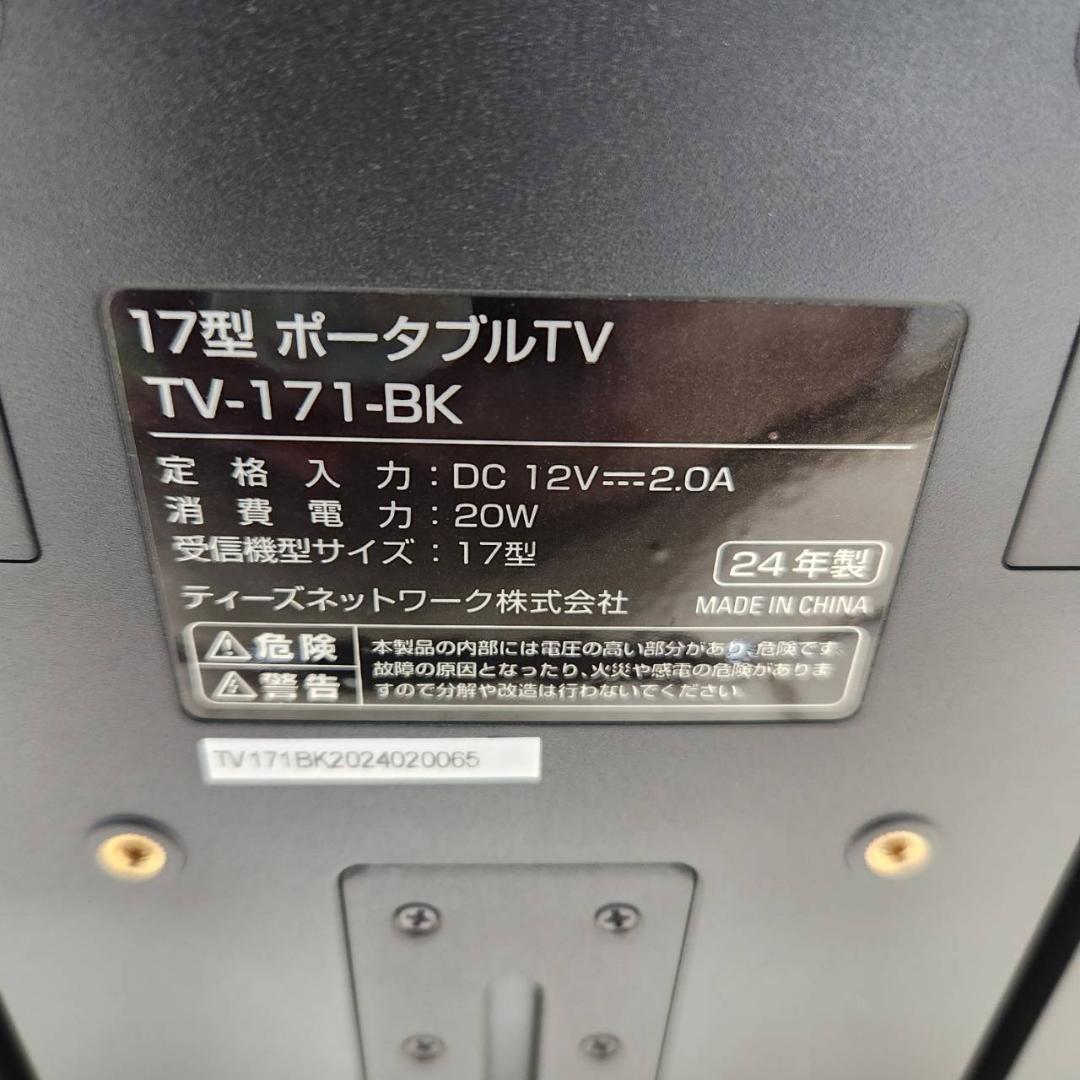 17型 ポータブルTV
TV-171-BK
定格入力：DC 12V⎓2.0A
消費電力：20W
受信機型サイズ：17型
24年製
ティーズネットワーク株式会社
MADE IN CHINA
危険
警告
本製品の内部には電圧の高い部分があり、危険です。
故障の原因となったり、火災や感電の危険がありま
すので分解や改造は行わないでください。
TV171BK2024020065